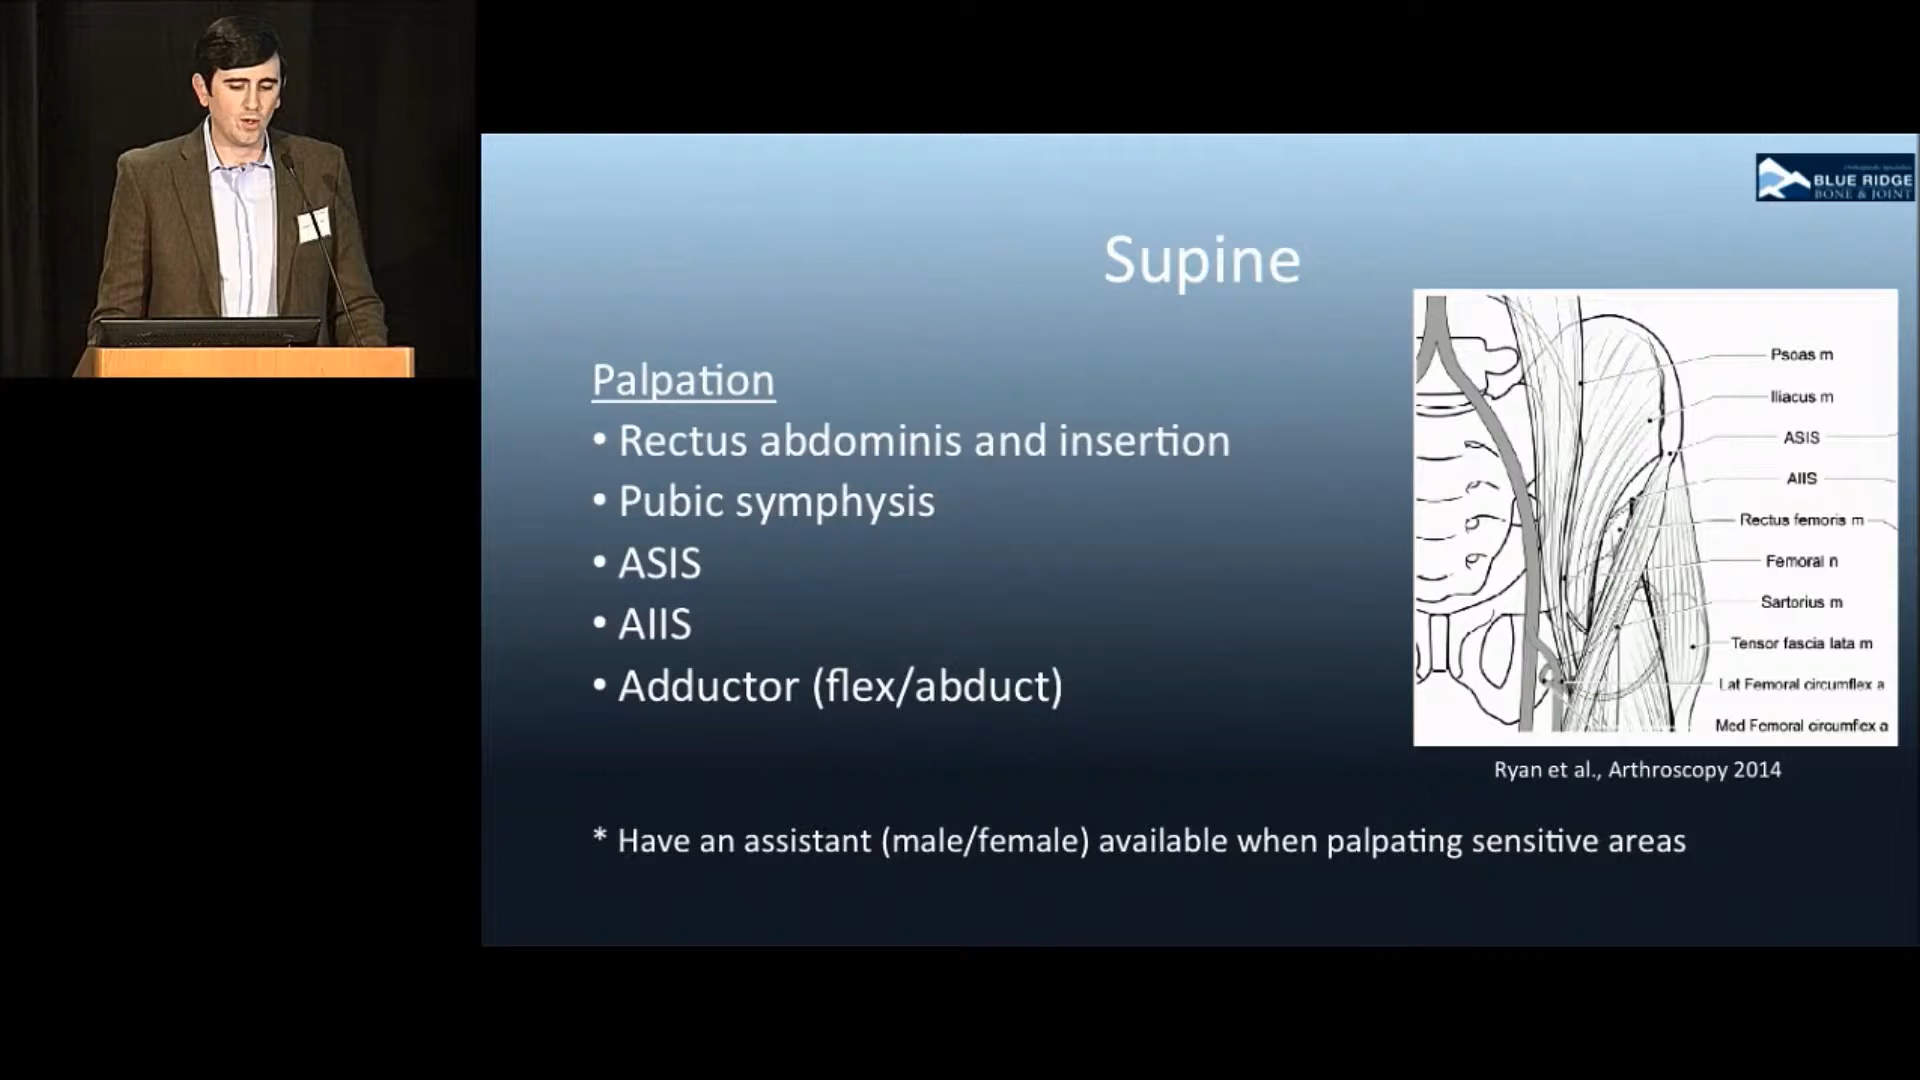 BLUE RIDGE
BONE & JOINT
Supine
Palpation
• Rectus abdominis and insertion
• Pubic symphysis
• ASIS
• AIIS
• Adductor (flex/abduct)
Psoas m
Iliacus m
ASIS
AIIS
Rectus femoris m
Femoral n
Sartorius m
Tensor fascia lata m
Lat Femoral circumflex a
Med Femoral circumflex a
Ryan et al., Arthroscopy 2014
* Have an assistant (male/female) available when palpating sensitive areas